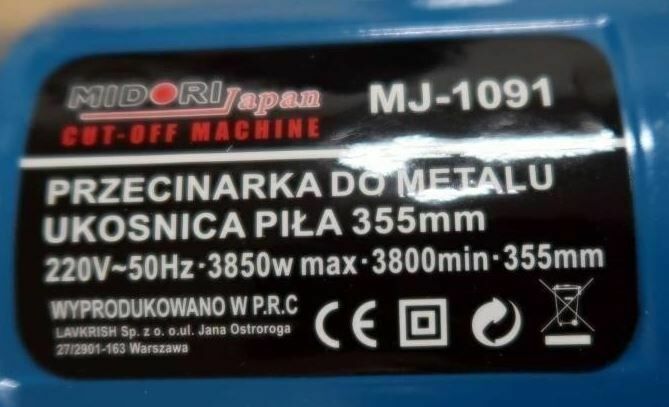 MIDORI Japan MJ-1091
CUT-OFF MACHINE
PRZECINARKA DO METALU
UKOSNICA PIŁA 355mm
220V~50Hz·3850w max·3800min·355mm
WYPRODUKOWANO W P.R.C
LAVKRISH Sp. z o. o.ul. Jana Ostroroga
27/2901-163 Warszawa
CE